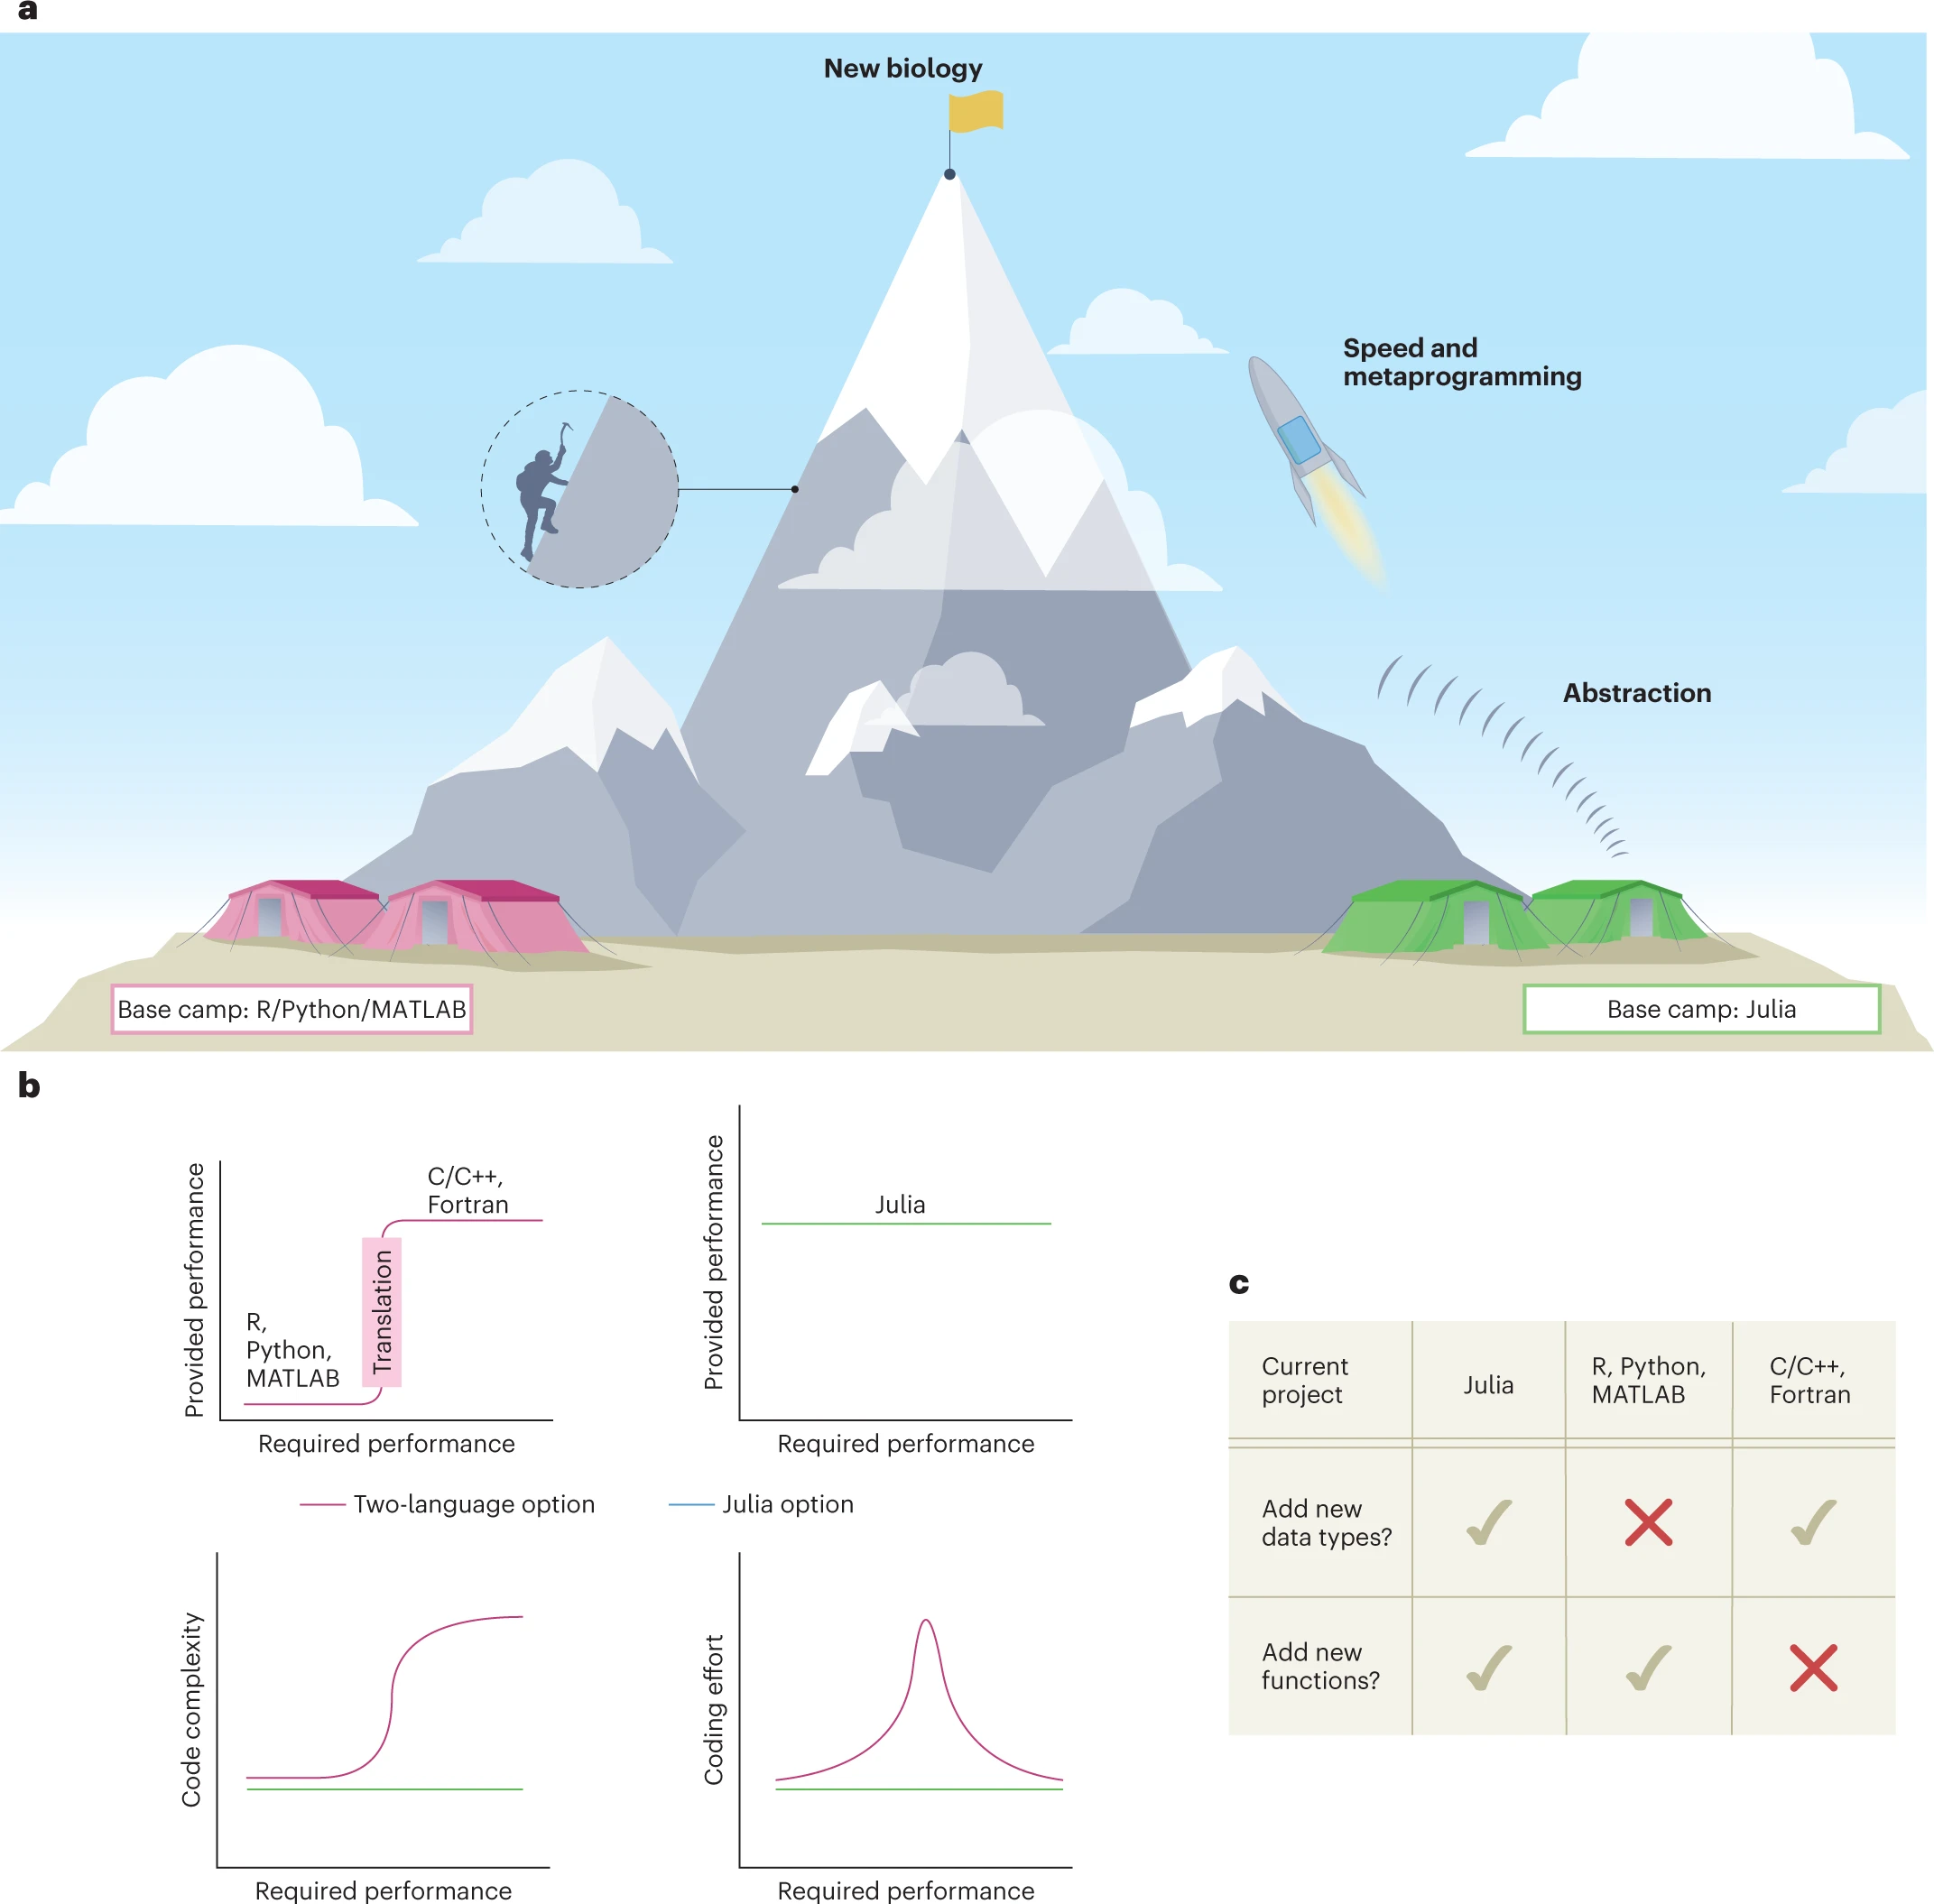 a
New biology
Speed and
metaprogramming
Abstraction
Base camp: R/Python/MATLAB
Base camp: Julia
b
Provided performance
C/C++,
Fortran
Translation
R,
Python,
MATLAB
Required performance
Provided performance
Julia
Required performance
Two-language option
Julia option
Code complexity
Required performance
Coding effort
Required performance
c
Current
project
Julia
R, Python,
MATLAB
C/C++,
Fortran
Add new
data types?
Add new
functions?